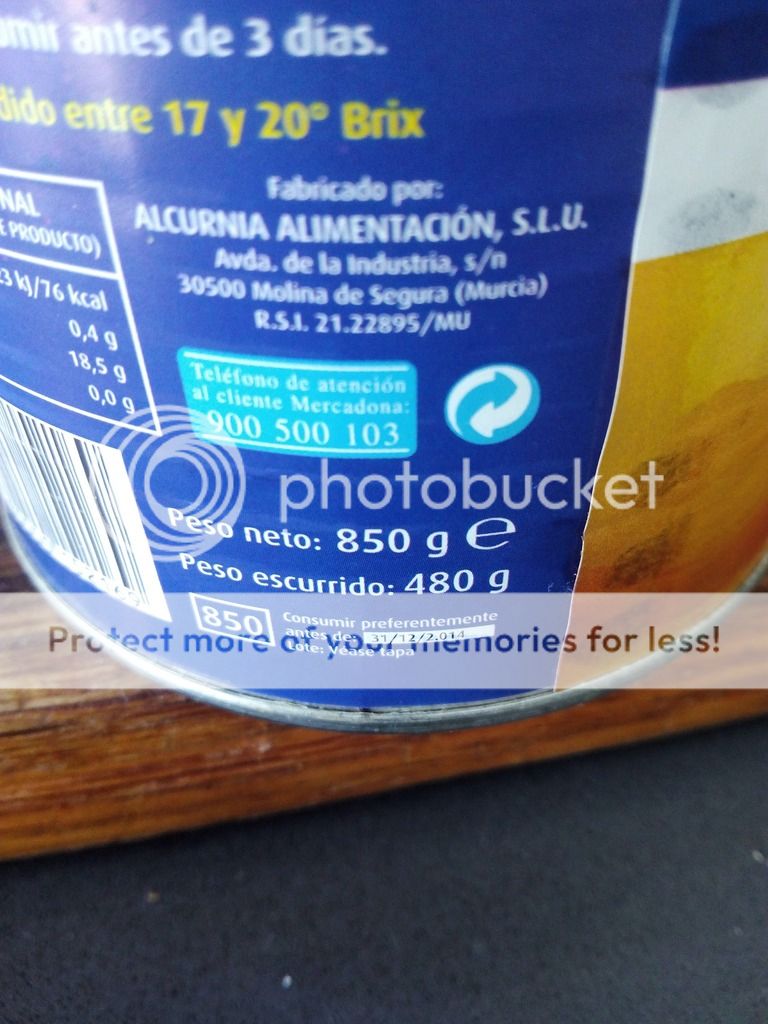 mir antes de 3 días.
dido entre 17 y 20° Brix
NAL
E PRODUCTO)
23 kJ/76 kcal
0,4 g
18,5 g
0,0 g
Fabricado por:
ALCURNIA ALIMENTACIÓN, S.L.U.
Avda. de la Industria, s/n
30500 Molina de Segura (Murcia)
R.S.I. 21.22895/MU
Teléfono de atención
al cliente Mercadona:
900 500 103
photobucket
Peso neto: 850 g e
Peso escurrido: 480 g
850
Consumir preferentemente
antes de: 31/12/2.014
Lote: Véase tapa
Protect more of your memories for less!